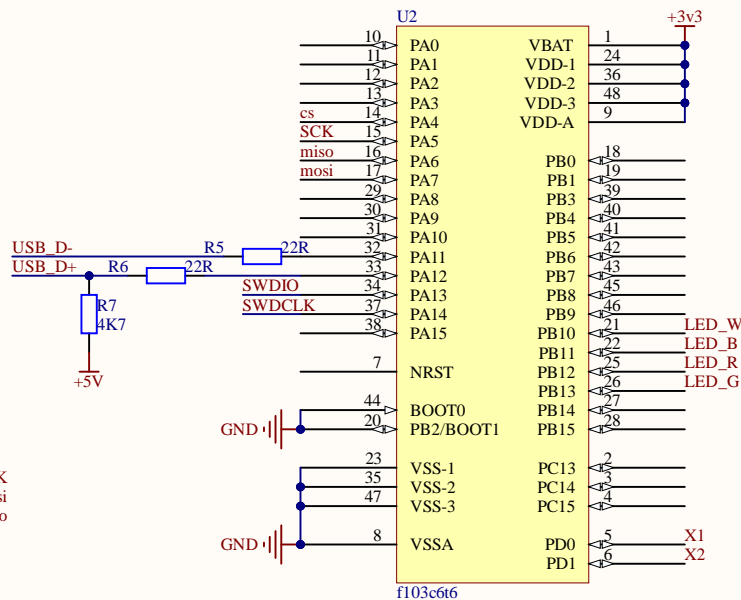 U2
+3v3
10 PA0 VBAT 1
11 PA1 VDD-1 24
12 PA2 VDD-2 36
13 PA3 VDD-3 48
cs 14 PA4 VDD-A 9
SCK 15 PA5
miso 16 PA6 PB0 18
mosi 17 PA7 PB1 19
29 PA8 PB3 39
30 PA9 PB4 40
31 PA10 PB5 41
USB_D- R5 22R 32 PA11 PB6 42
USB_D+ R6 22R 33 PA12 PB7 43
SWDIO 34 PA13 PB8 45
SWDCLK 37 PA14 PB9 46
38 PA15 PB10 21 LED_W
R7
4K7
PB11 22 LED_B
7 NRST PB12 25 LED_R
+5V
PB13 26 LED_G
44 BOOT0 PB14 27
GND 20 PB2/BOOT1 PB15 28
23 VSS-1 PC13 2
35 VSS-2 PC14 3
47 VSS-3 PC15 4
K
si
o
GND 8 VSSA PD0 5 X1
PD1 6 X2
f103c6t6